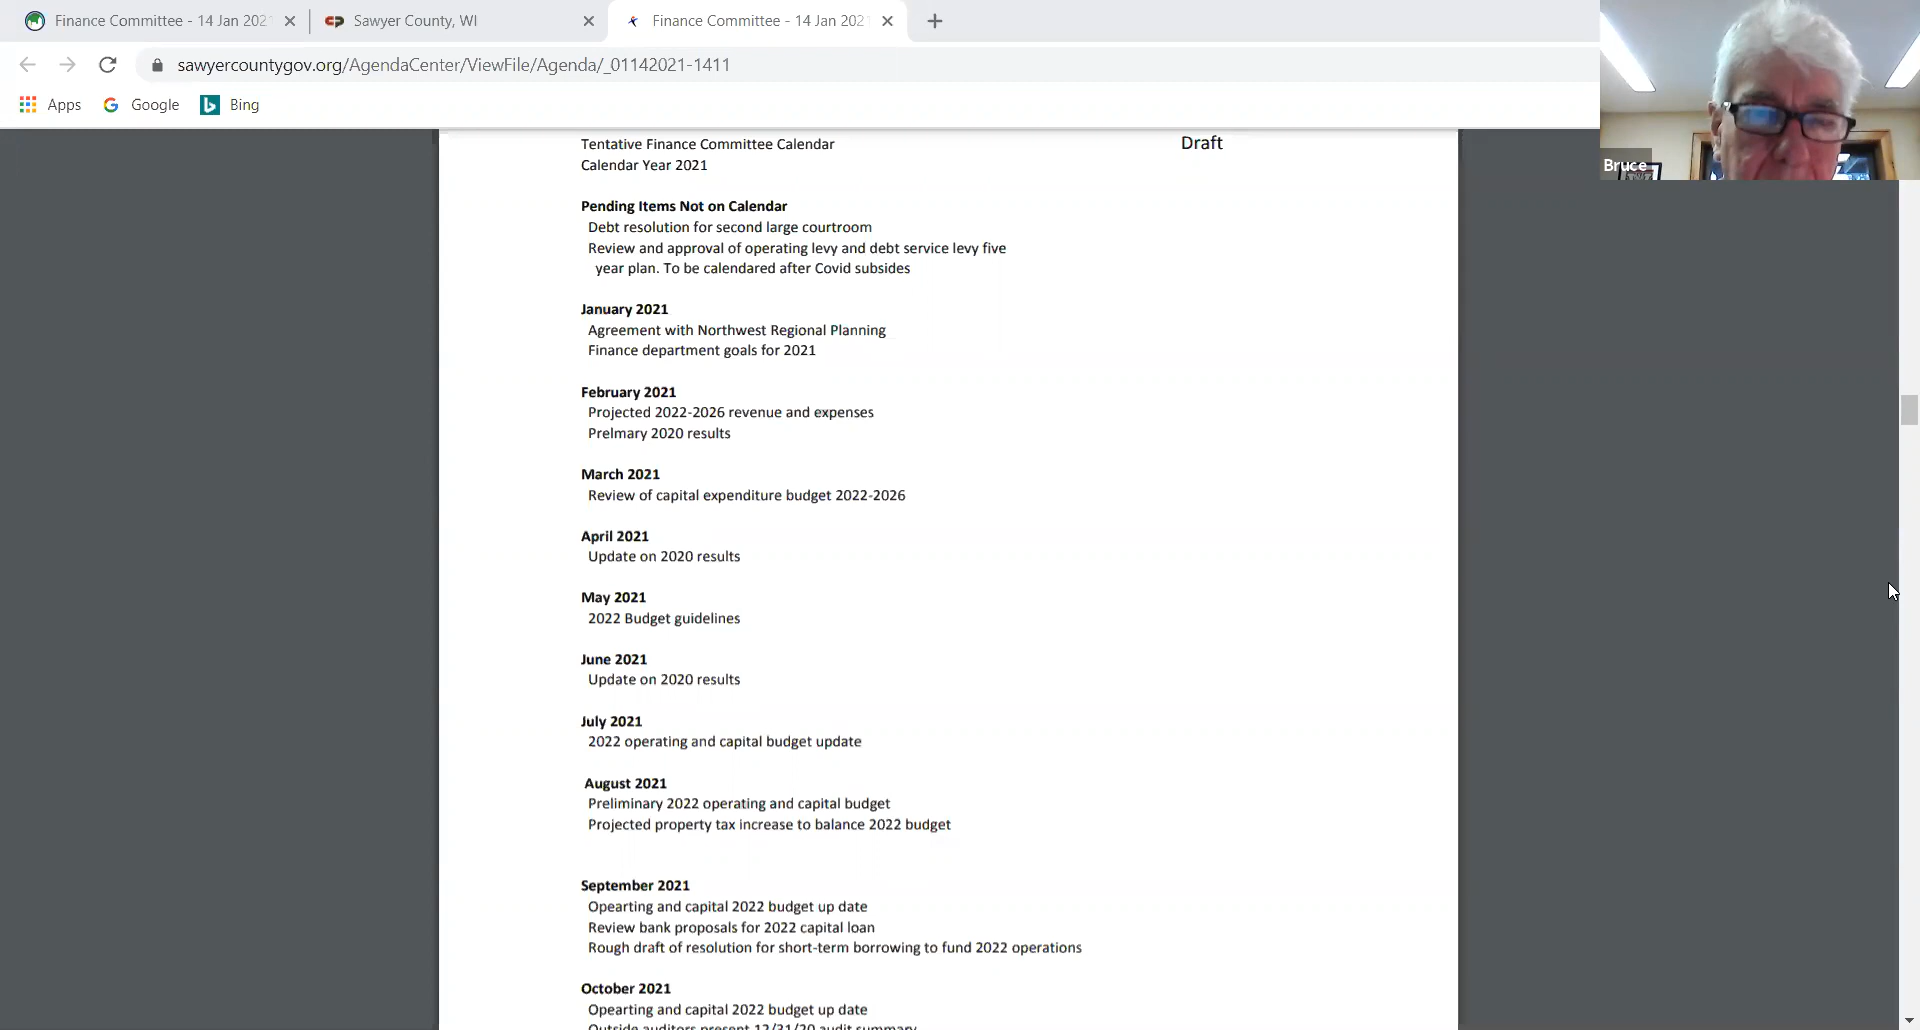 Finance Committee - 14 Jan 202
Sawyer County, WI
Finance Committee - 14 Jan 202
sawyercountygov.org/AgendaCenter/ViewFile/Agenda/_01142021-1411
Apps
Google
Bing
Bruce
Tentative Finance Committee Calendar
Draft
Calendar Year 2021
Pending Items Not on Calendar
Debt resolution for second large courtroom
Review and approval of operating levy and debt service levy five
year plan. To be calendared after Covid subsides
January 2021
Agreement with Northwest Regional Planning
Finance department goals for 2021
February 2021
Projected 2022-2026 revenue and expenses
Prelmary 2020 results
March 2021
Review of capital expenditure budget 2022-2026
April 2021
Update on 2020 results
May 2021
2022 Budget guidelines
June 2021
Update on 2020 results
July 2021
2022 operating and capital budget update
August 2021
Preliminary 2022 operating and capital budget
Projected property tax increase to balance 2022 budget
September 2021
Opearting and capital 2022 budget up date
Review bank proposals for 2022 capital loan
Rough draft of resolution for short-term borrowing to fund 2022 operations
October 2021
Opearting and capital 2022 budget up date
Outside auditors present 12/31/20 audit summary